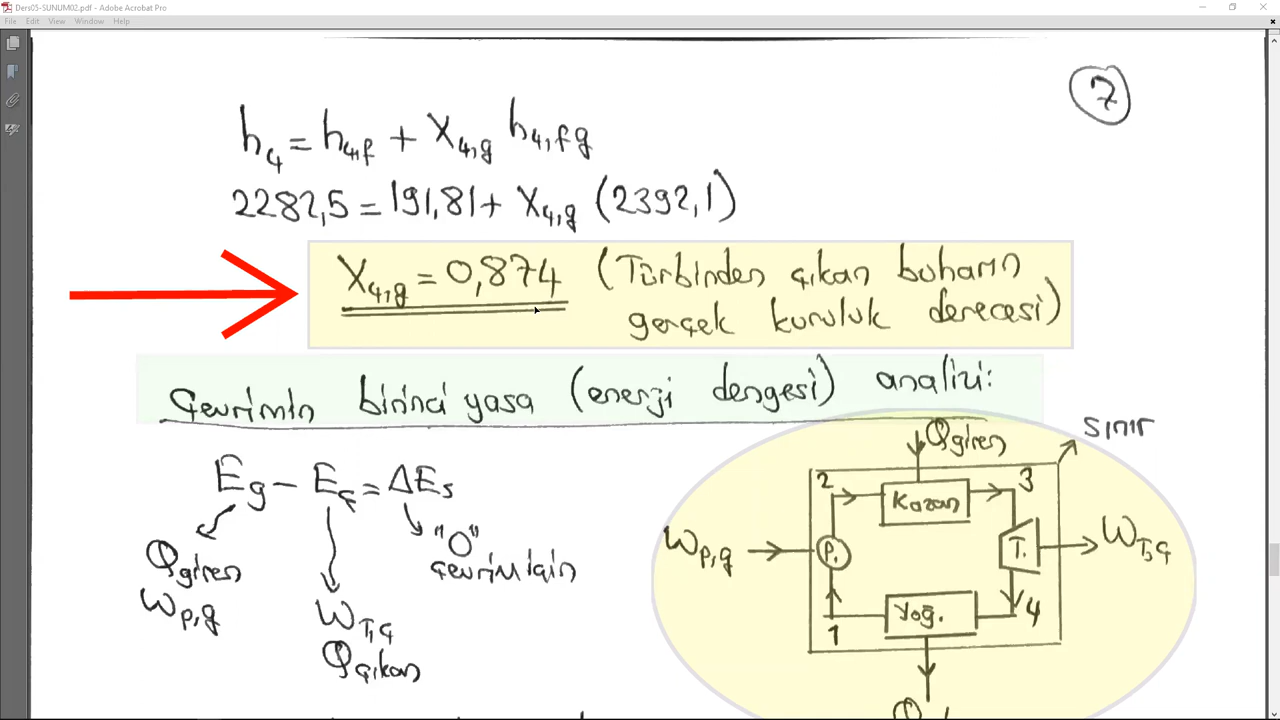 Ders05-SUNUM02.pdf - Adobe Acrobat Pro
File Edit View Window Help
7
h4 = h4,f + X4,g h4,fg
2282,5 = 191,81 + X4,g (2392,1)
X4,g = 0,874 (Türbinden çıkan buharın
gerçek kuruluk derecesi)
Çevrimin birinci yasa (enerji dengesi) analizi:
Eg - Eç = ΔEs
Qgiren
Wp,g
WT,ç
Qçıkan
"0"
çevrim için
Qgiren
sınır
2
Kazan
3
Wp,g
P.
T.
WT,ç
1
Yoğ.
4